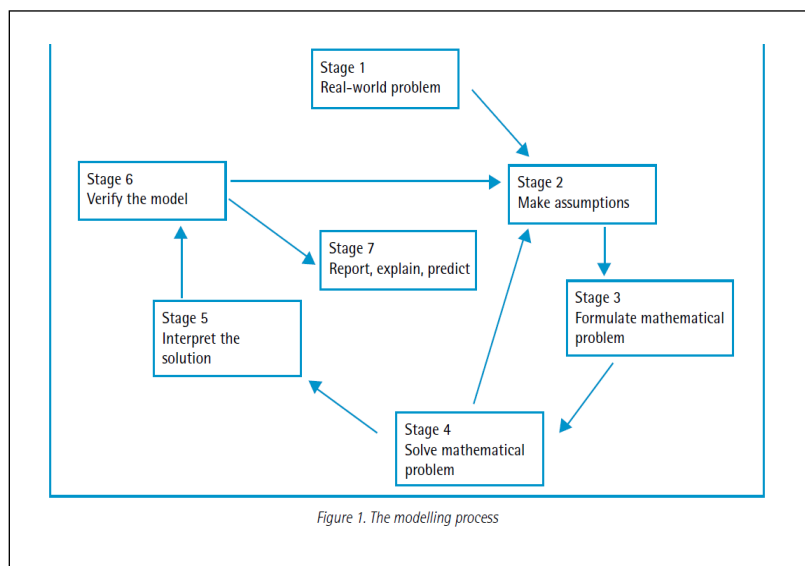 Stage 1
Real-world problem
Stage 6
Verify the model
Stage 2
Make assumptions
Stage 7
Report, explain, predict
Stage 3
Formulate mathematical
problem
Stage 5
Interpret the
solution
Stage 4
Solve mathematical
problem
Figure 1. The modelling process